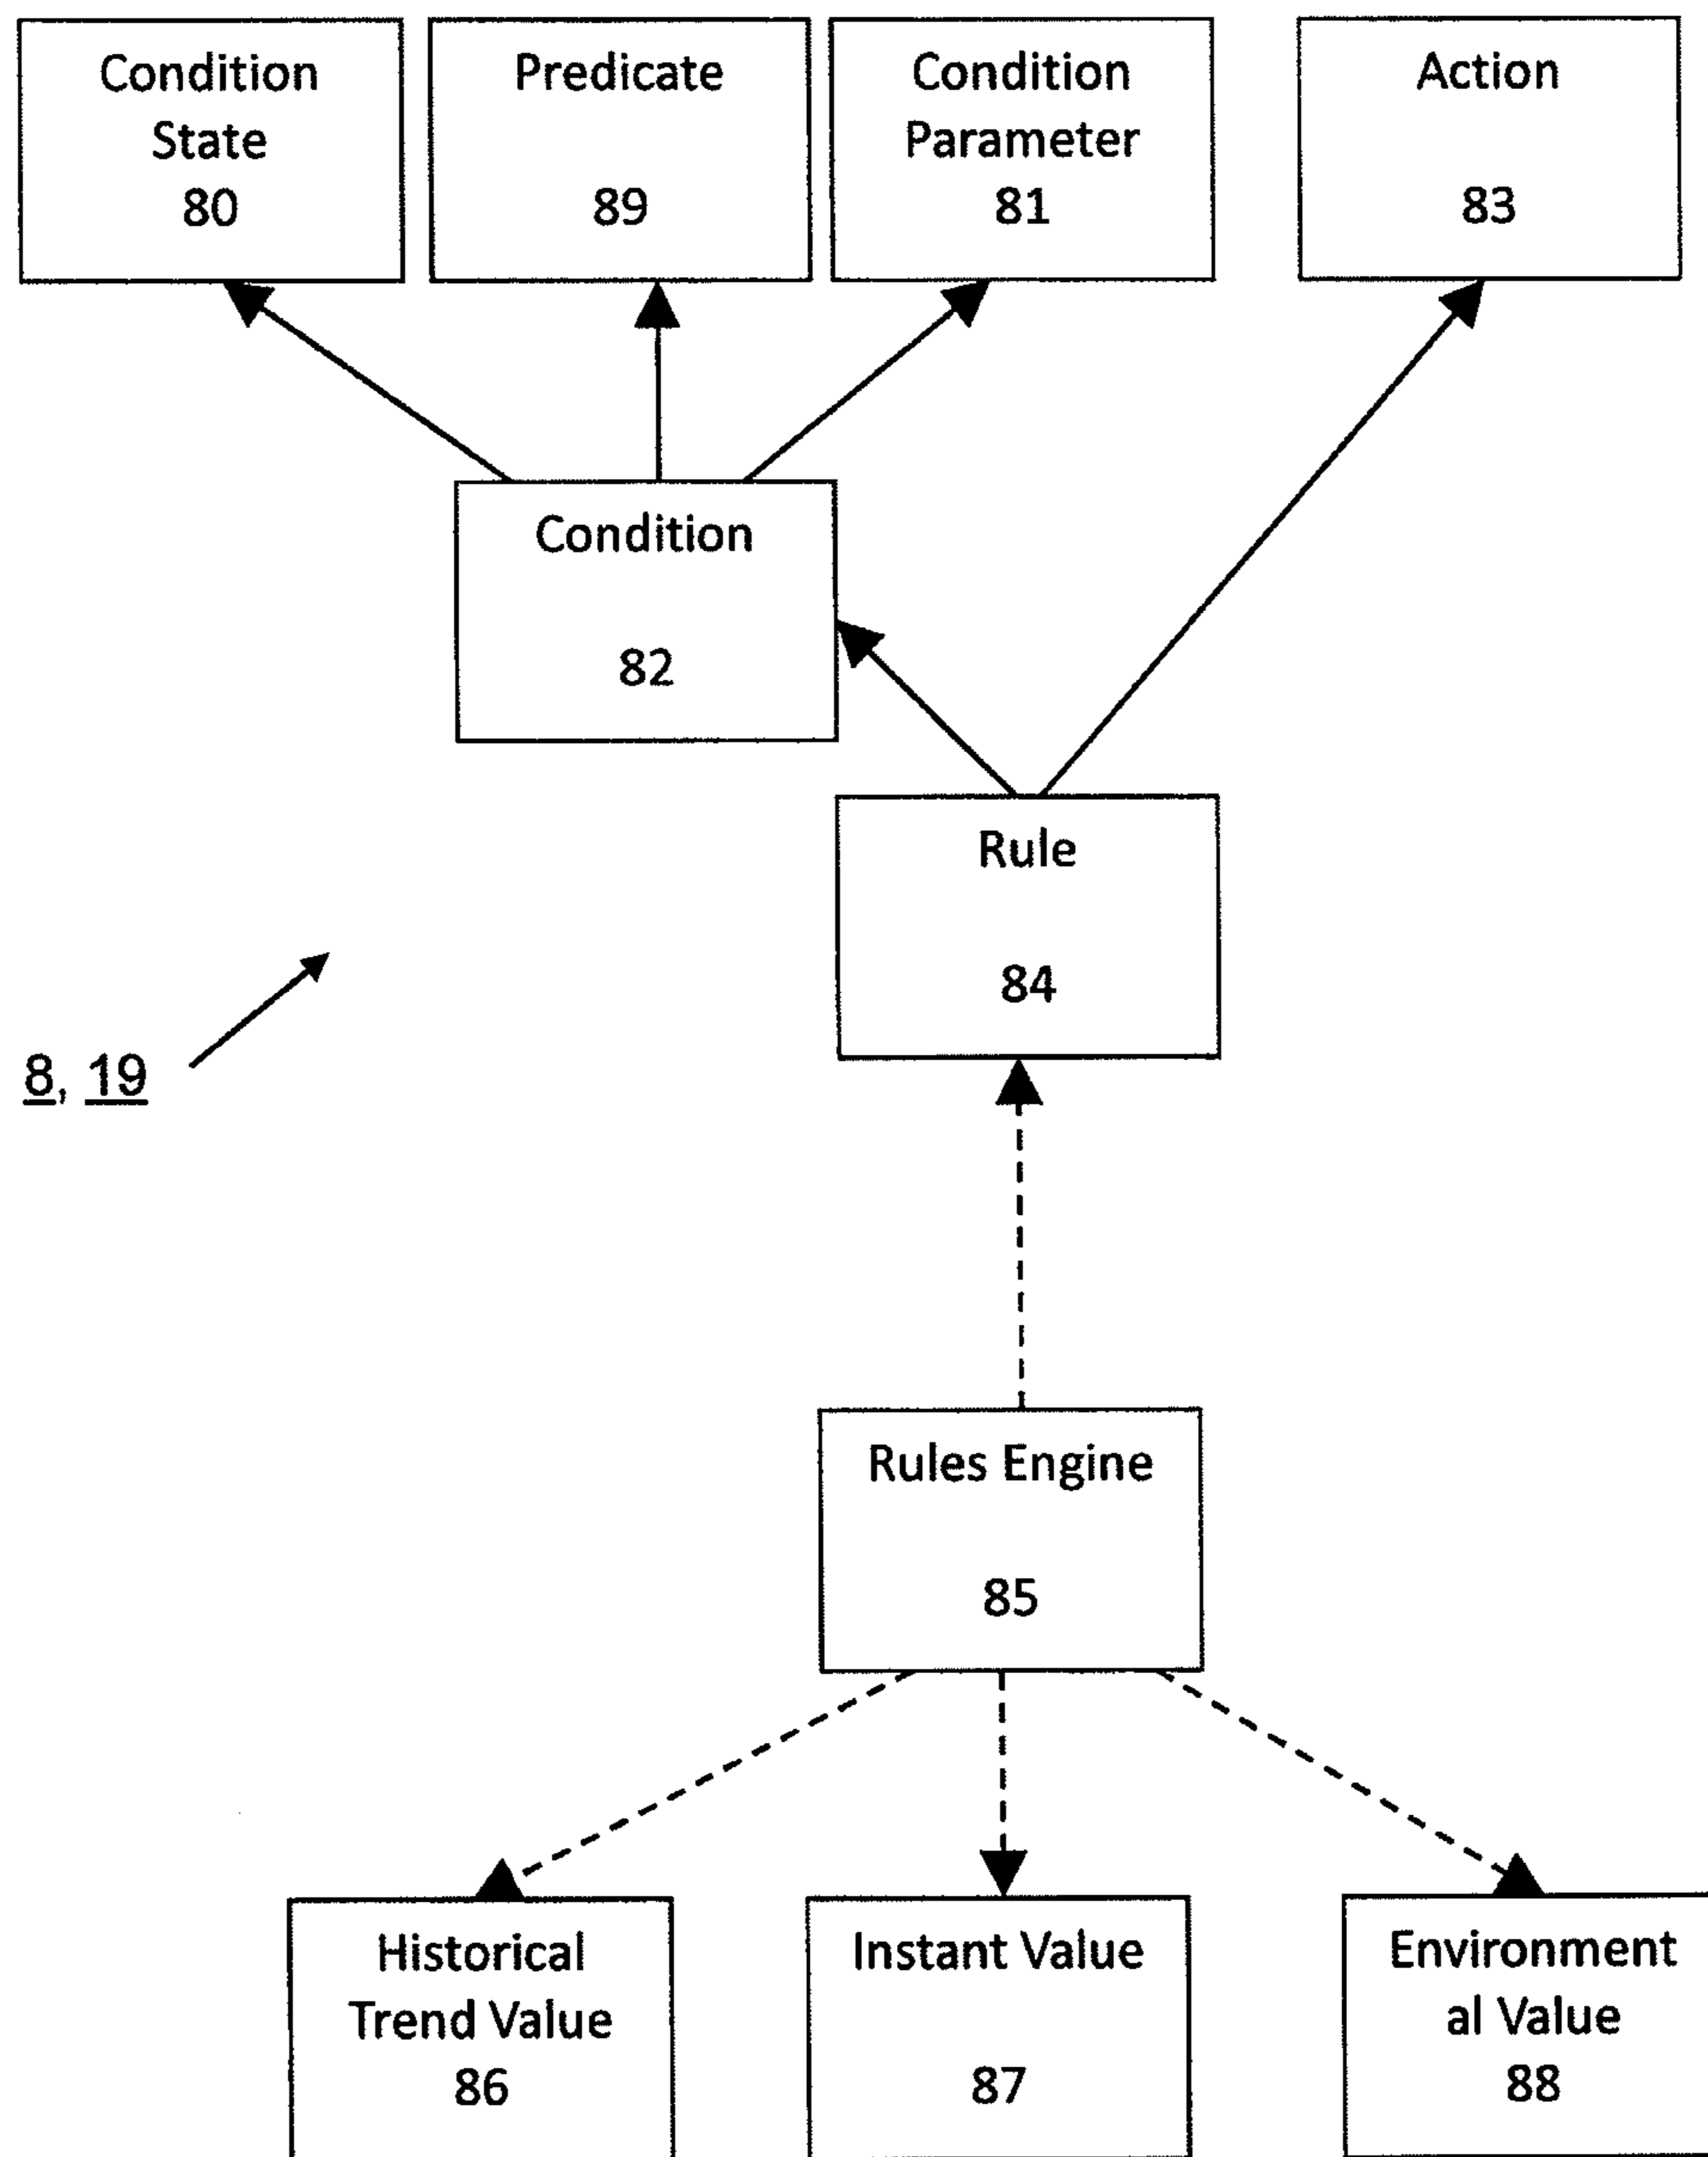 Condition
State
80
Predicate
89
Condition
Parameter
81
Action
83
Condition
82
Rule
84
8, 19
Rules Engine
85
Historical
Trend Value
86
Instant Value
87
Environment
al Value
88